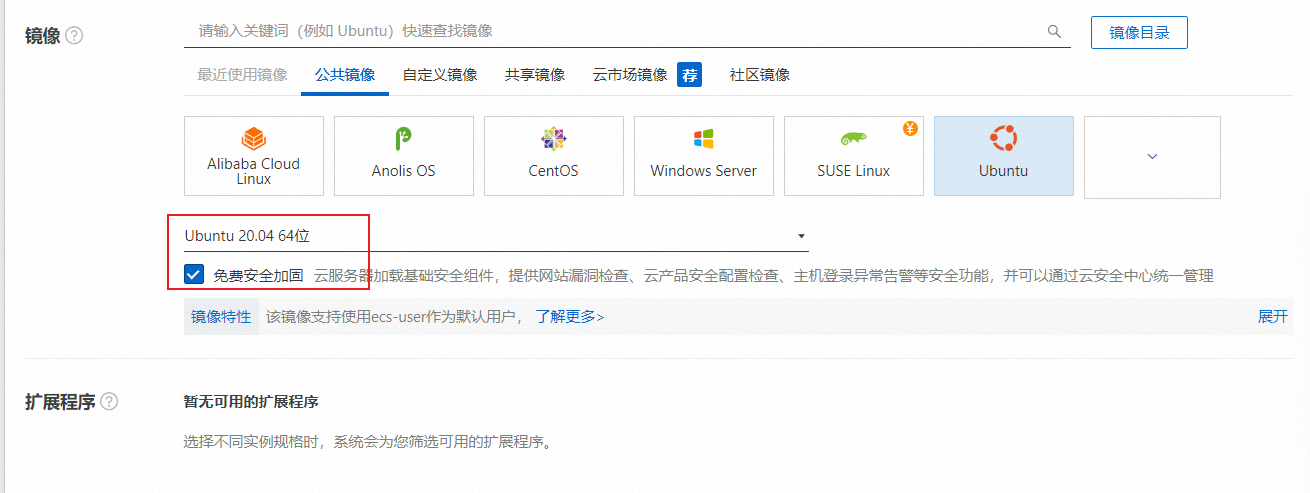 镜像 ?
请输入关键词（例如 Ubuntu）快速查找镜像
镜像目录
最近使用镜像 公共镜像 自定义镜像 共享镜像 云市场镜像 荐 社区镜像
¥
Alibaba Cloud
Linux
Anolis OS
CentOS
Windows Server
SUSE Linux
Ubuntu
Ubuntu 20.04 64位
免费安全加固 云服务器加载基础安全组件，提供网站漏洞检查、云产品安全配置检查、主机登录异常告警等安全功能，并可以通过云安全中心统一管理
镜像特性 该镜像支持使用ecs-user作为默认用户， 了解更多> 展开
扩展程序 ? 暂无可用的扩展程序
选择不同实例规格时，系统会为您筛选可用的扩展程序。